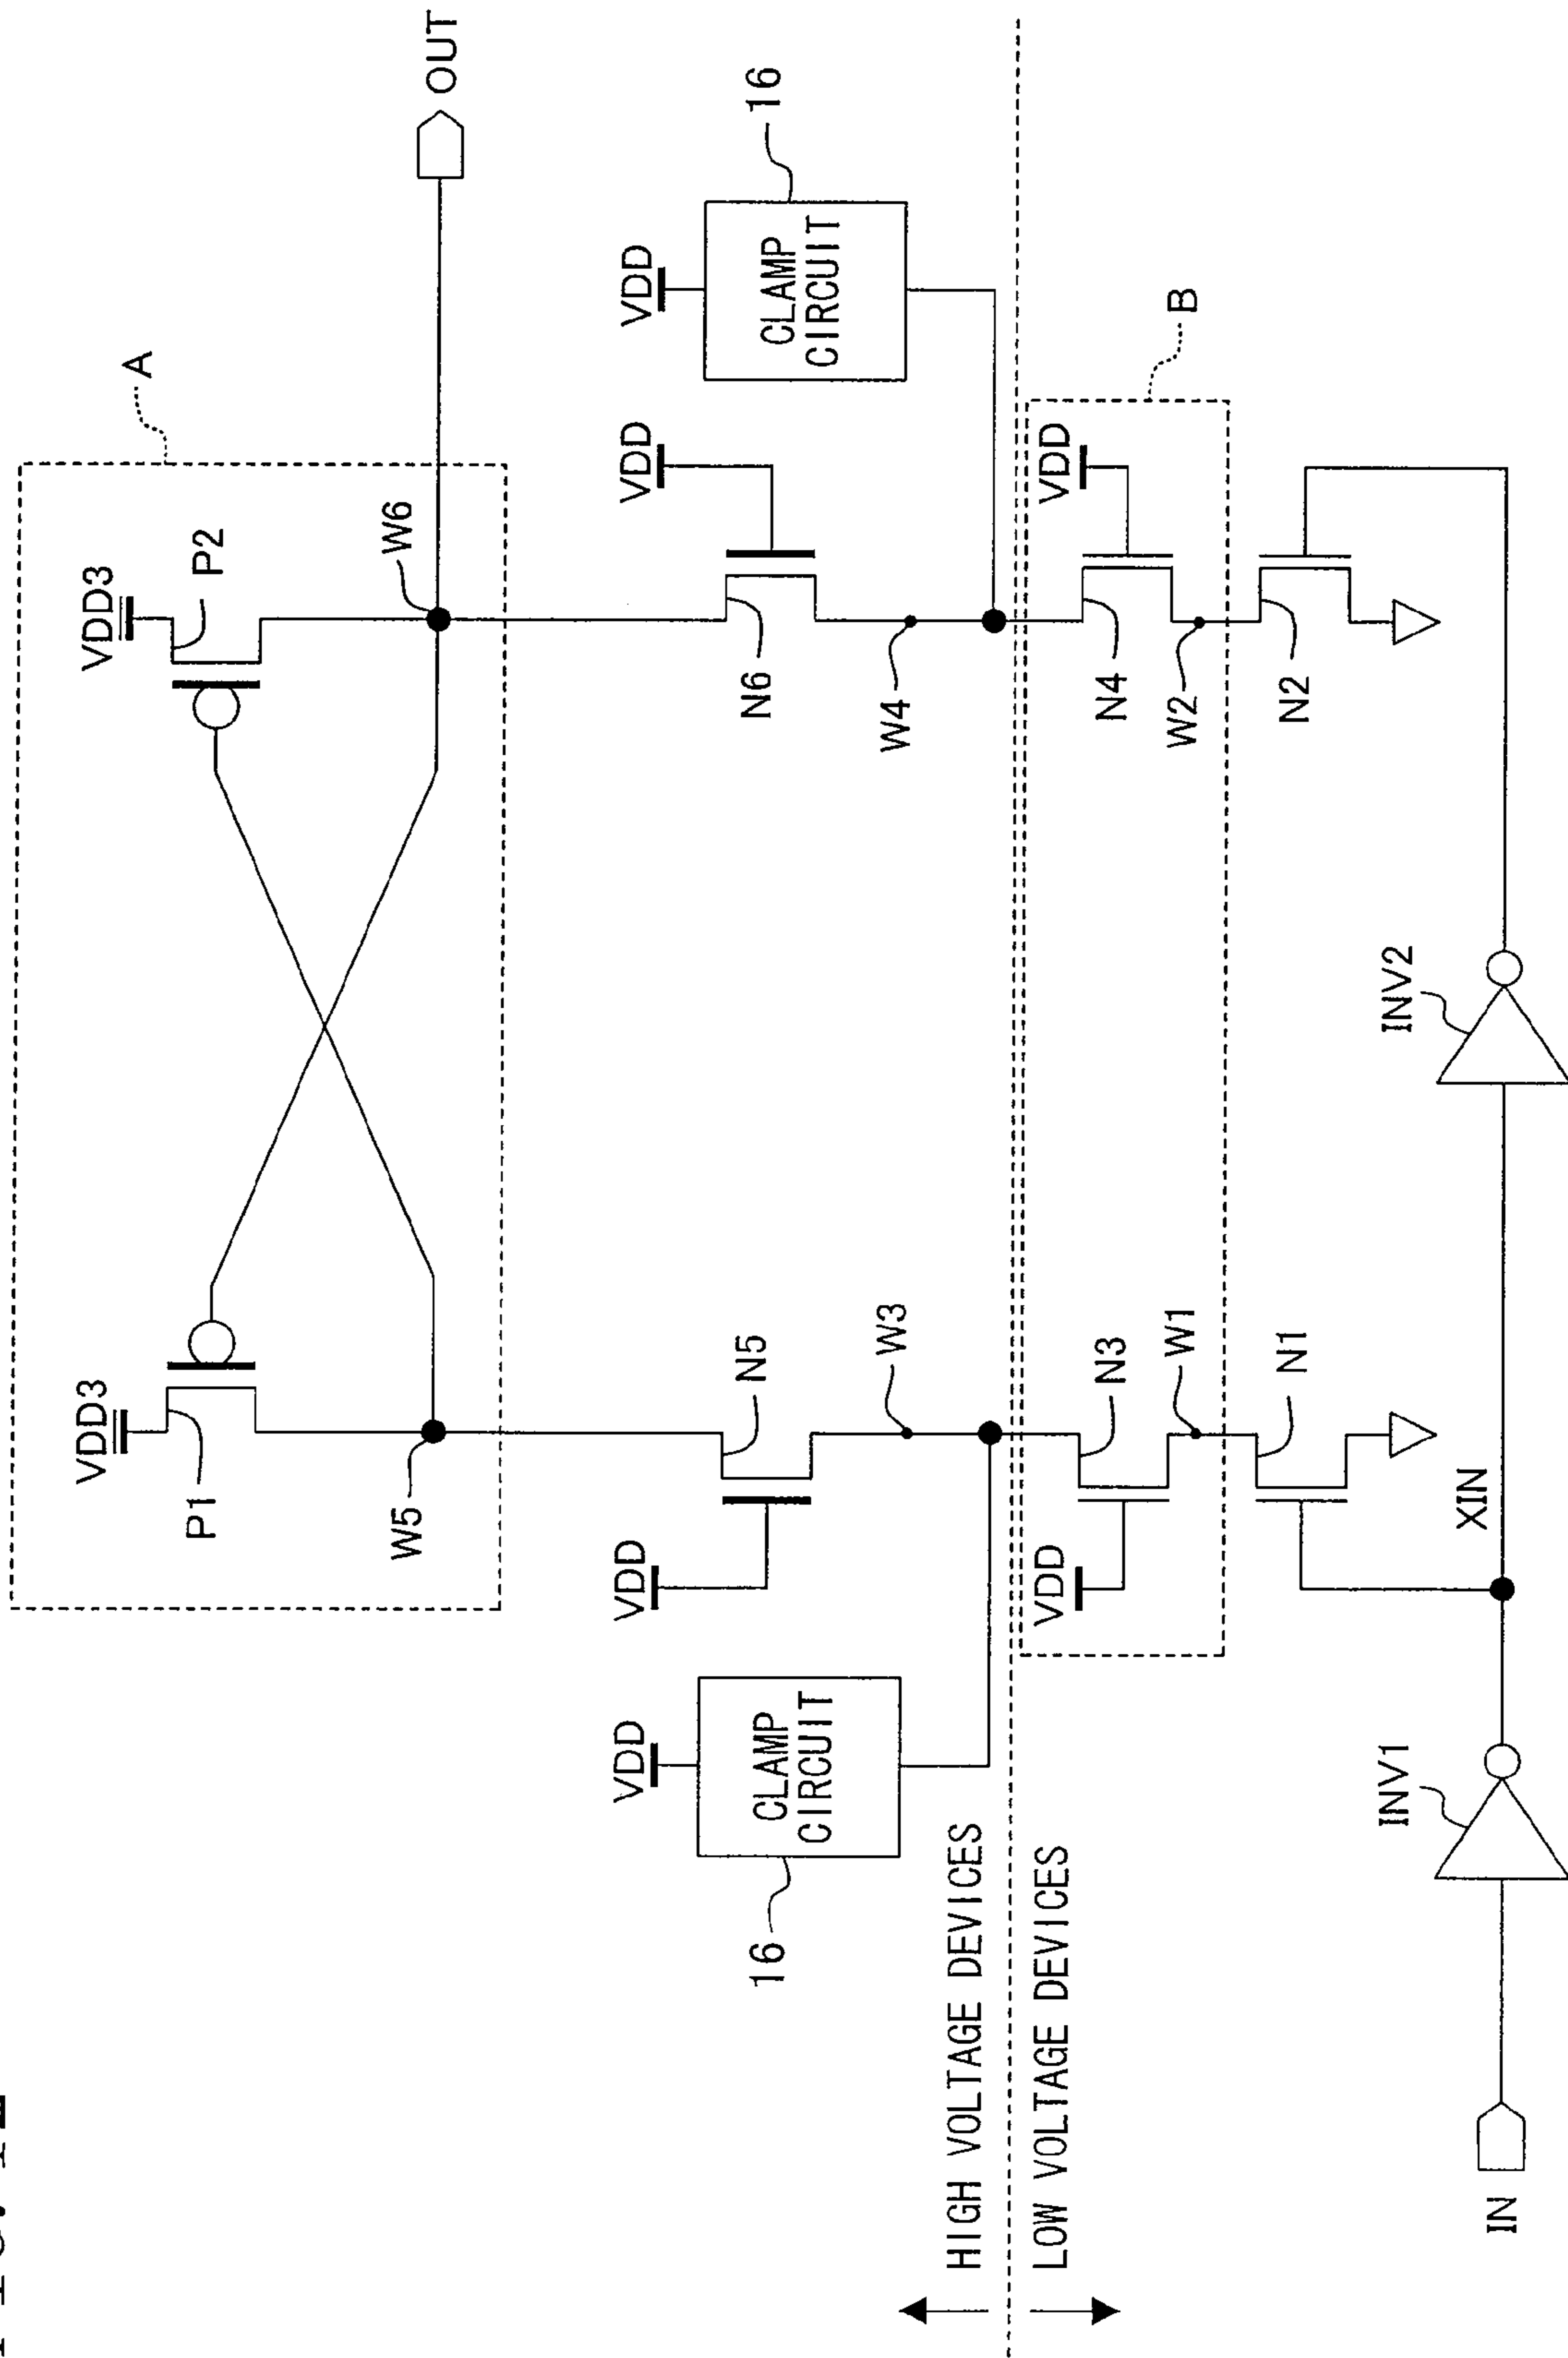 VDD3
VDD3
A
P1
P2
W5
W6
OUT
VDD
VDD
VDD
VDD
16
CLAMP
CIRCUIT
N5
N6
CLAMP
CIRCUIT
16
W3
W4
HIGH VOLTAGE DEVICES
LOW VOLTAGE DEVICES
VDD
VDD
N3
N4
B
W1
W2
N1
N2
INV1
XIN
INV2
IN